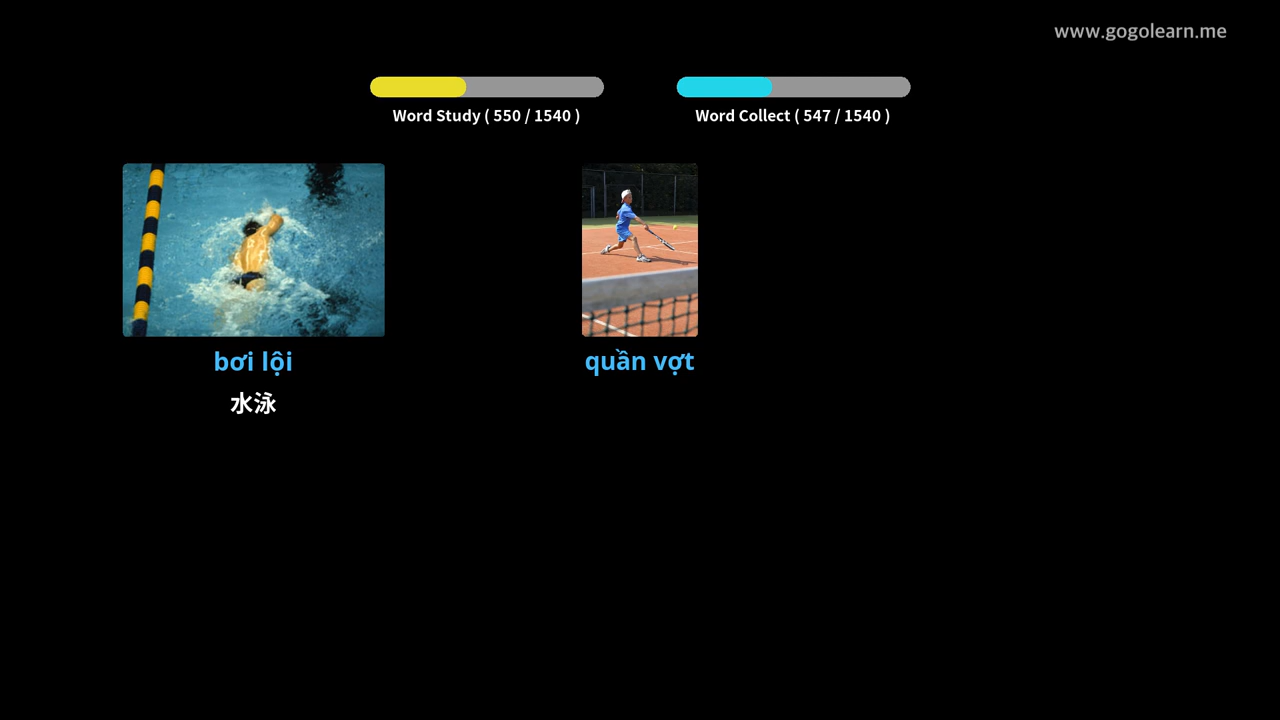 www.gogolearn.me
Word Study ( 550 / 1540 )
Word Collect ( 547 / 1540 )
bơi lội
quần vợt
水泳